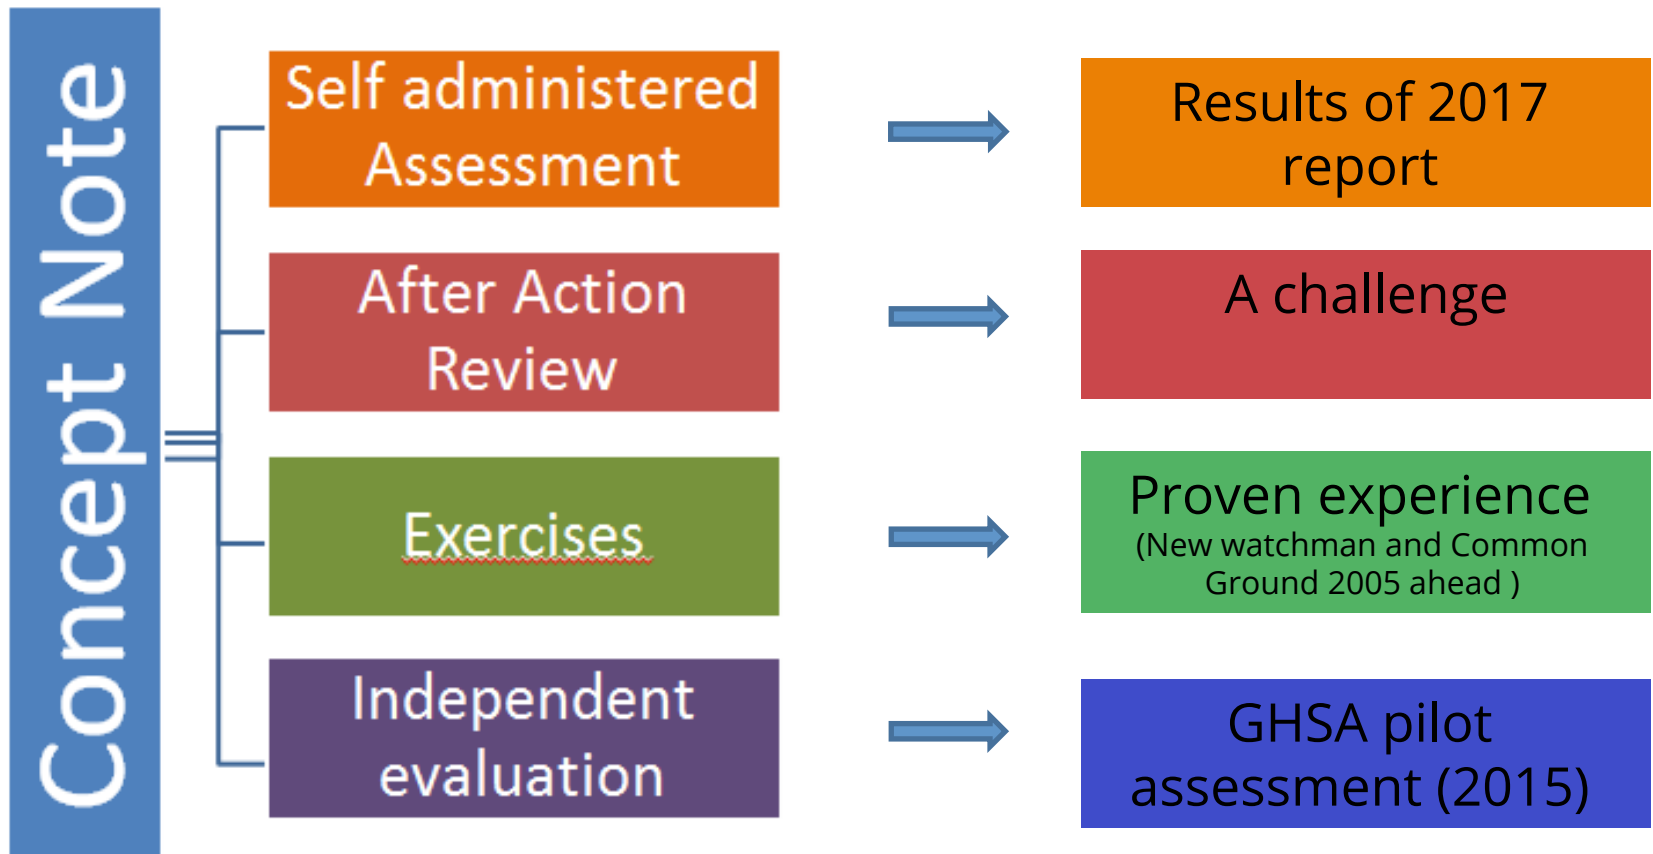 Concept Note
Self administered
Assessment
Results of 2017
report
After Action
Review
A challenge
Exercises
Proven experience
(New watchman and Common
Ground 2005 ahead )
Independent
evaluation
GHSA pilot
assessment (2015)